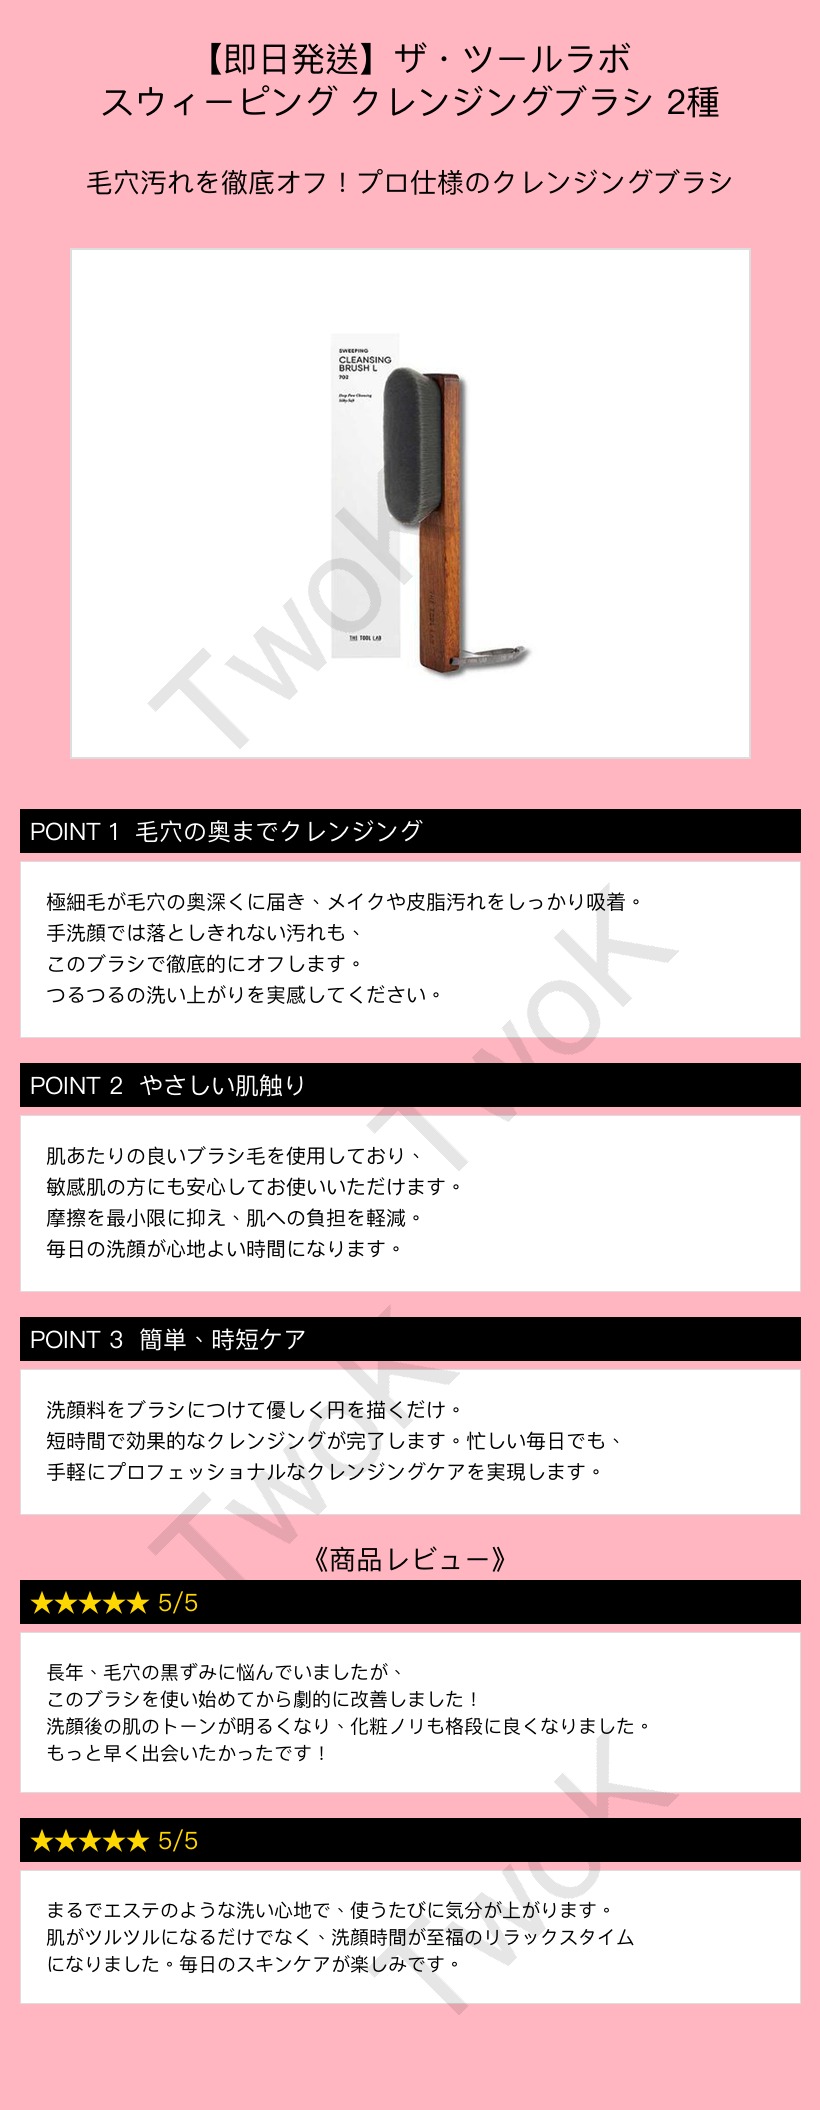 【即日発送】ザ・ツールラボ
スウィーピング クレンジングブラシ 2種
毛穴汚れを徹底オフ！プロ仕様のクレンジングブラシ
SWEEPING
CLEANSING
BRUSH L
702
Deep Pore Cleansing
Silky-Soft
THE TOOL LAB
THE TOOL LAB
TwoK
POINT 1 毛穴の奥までクレンジング
極細毛が毛穴の奥深くに届き、メイクや皮脂汚れをしっかり吸着。
手洗顔では落としきれない汚れも、
このブラシで徹底的にオフします。
つるつるの洗い上がりを実感してください。
TwoK
POINT 2 やさしい肌触り
肌あたりの良いブラシ毛を使用しており、
敏感肌の方にも安心してお使いいただけます。
摩擦を最小限に抑え、肌への負担を軽減。
毎日の洗顔が心地よい時間になります。
POINT 3 簡単、時短ケア
洗顔料をブラシにつけて優しく円を描くだけ。
短時間で効果的なクレンジングが完了します。忙しい毎日でも、
手軽にプロフェッショナルなクレンジングケアを実現します。
TwoK
《商品レビュー》
★★★★★ 5/5
長年、毛穴の黒ずみに悩んでいましたが、
このブラシを使い始めてから劇的に改善しました！
洗顔後の肌のトーンが明るくなり、化粧ノリも格段に良くなりました。
もっと早く出会いたかったです！
TwoK
★★★★★ 5/5
まるでエステのような洗い心地で、使うたびに気分が上がります。
肌がツルツルになるだけでなく、洗顔時間が至福のリラックスタイム
になりました。毎日のスキンケアが楽しみです。